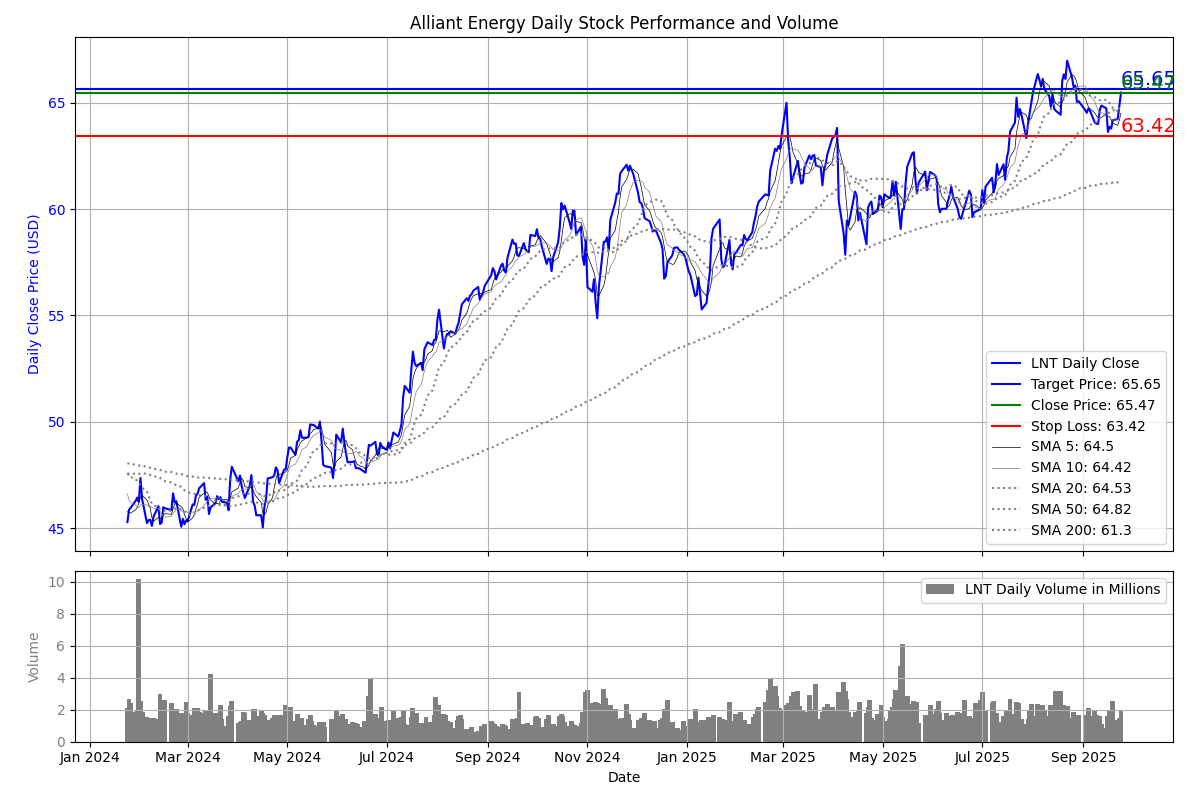 Alliant Energy Daily Stock Performance and Volume
Daily Close Price (USD)
65
60
55
50
45
65.65
65.47
63.42
LNT Daily Close
Target Price: 65.65
Close Price: 65.47
Stop Loss: 63.42
SMA 5: 64.5
SMA 10: 64.42
SMA 20: 64.53
SMA 50: 64.82
SMA 200: 61.3
Volume
10
8
6
4
2
0
LNT Daily Volume in Millions
Jan 2024 Mar 2024 May 2024 Jul 2024 Sep 2024 Nov 2024 Jan 2025 Mar 2025 May 2025 Jul 2025 Sep 2025
Date